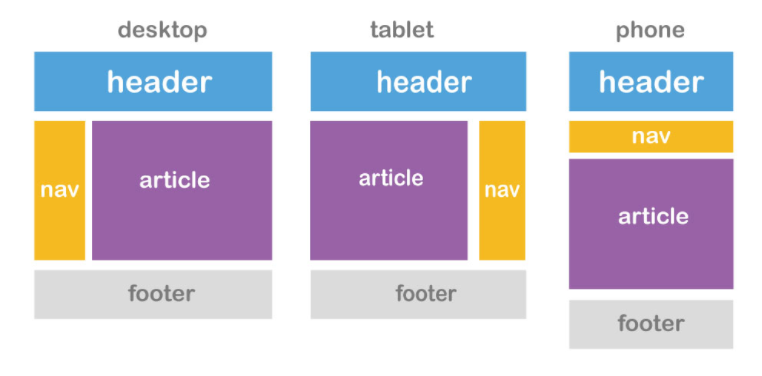 desktop
header
nav
article
footer
tablet
header
article
nav
footer
phone
header
nav
article
footer